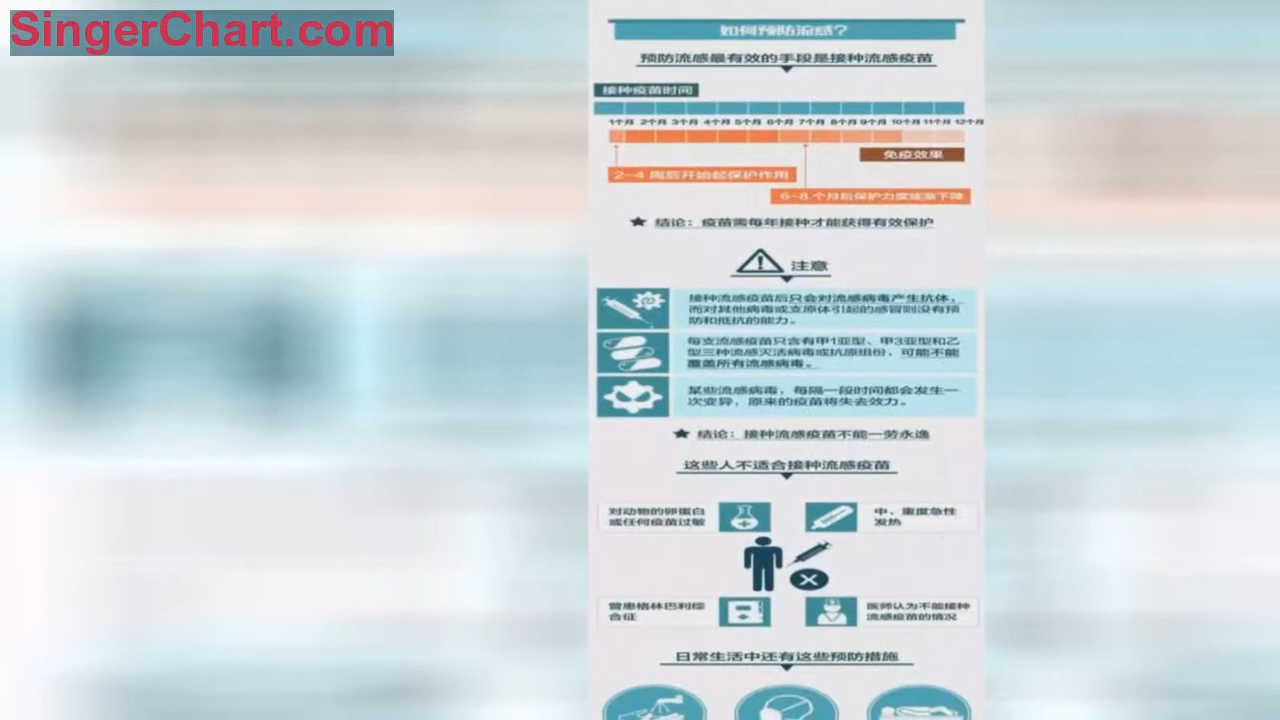 SingerChart.com
如何预防流感？
预防流感最有效的手段是接种流感疫苗
接种疫苗时间
1个月 2个月 3个月 4个月 5个月 6个月 7个月 8个月 9个月 10个月 11个月 12个月
免疫效果
2-4 周后开始起保护作用
6-8 个月后保护力度逐渐下降
★ 结论：疫苗需每年接种才能获得有效保护
注意
接种流感疫苗后只会对流感病毒产生抗体，
而对其他病毒或支原体引起的感冒则没有预
防和抵抗的能力。
每支流感疫苗只含有甲1亚型、甲3亚型和乙
型三种流感灭活病毒或抗原组份，可能不能
覆盖所有流感病毒。
某些流感病毒，每隔一段时间都会发生一
次变异，原来的疫苗将失去效力。
★ 结论：接种流感疫苗不能一劳永逸
这些人不适合接种流感疫苗
对动物的卵蛋白
或任何疫苗过敏
中、重度急性
发热
曾患格林巴利综
合征
医师认为不能接种
流感疫苗的情况
日常生活中还有这些预防措施